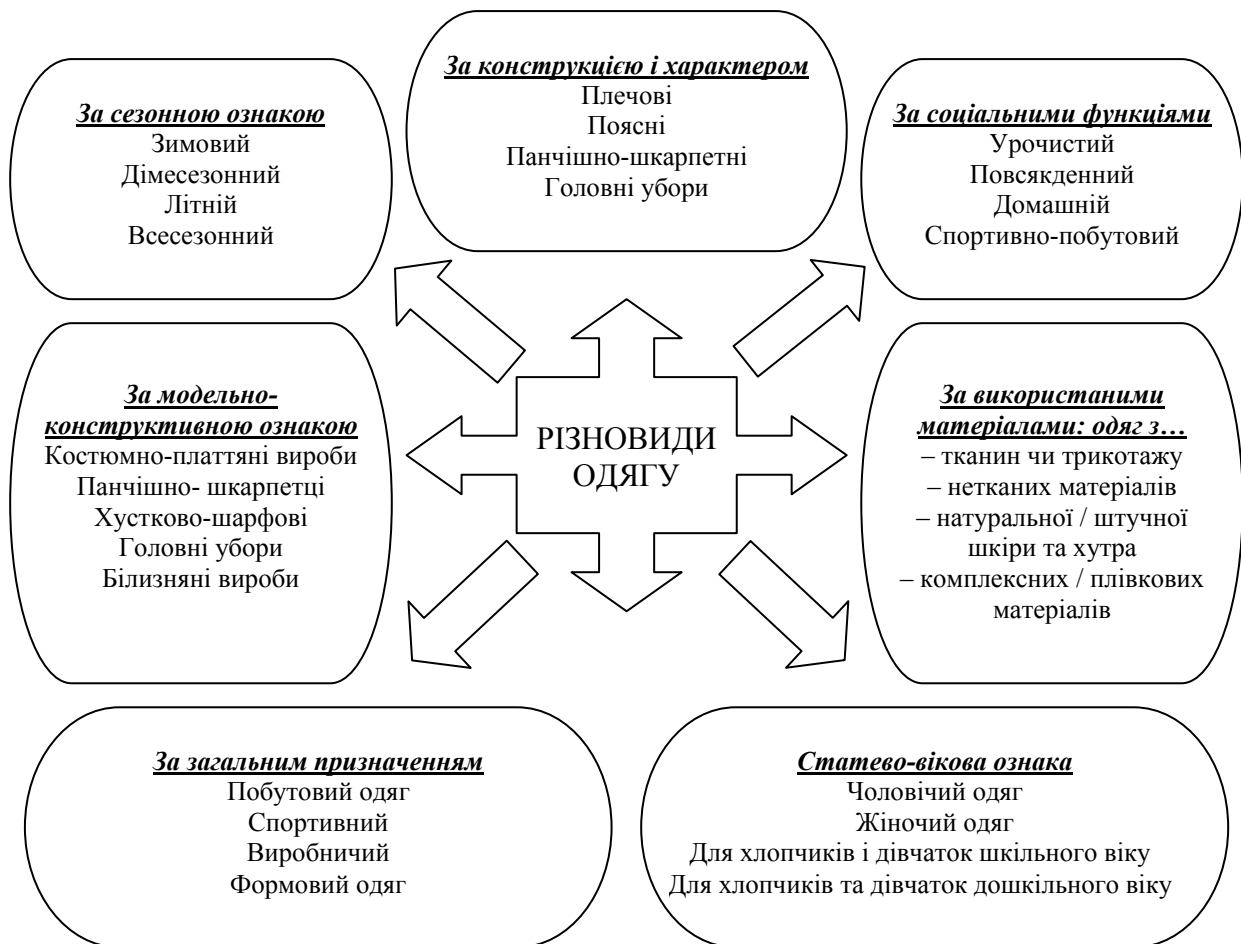 За конструкцією і характером
Плечові
Поясні
Панчішно-шкарпетні
Головні убори
За сезонною ознакою
Зимовий
Дімесезонний
Літній
Всесезонний
За соціальними функціями
Урочистий
Повсякденний
Домашній
Спортивно-побутовий
За модельно-
конструктивною ознакою
Костюмно-платтяні вироби
Панчішно- шкарпетці
Хустково-шарфові
Головні убори
Білизняні вироби
РІЗНОВИДИ
ОДЯГУ
За використаними
матеріалами: одяг з…
– тканин чи трикотажу
– нетканих матеріалів
– натуральної / штучної
шкіри та хутра
– комплексних / плівкових
матеріалів
За загальним призначенням
Побутовий одяг
Спортивний
Виробничий
Формовий одяг
Статево-вікова ознака
Чоловічий одяг
Жіночий одяг
Для хлопчиків і дівчаток шкільного віку
Для хлопчиків та дівчаток дошкільного віку